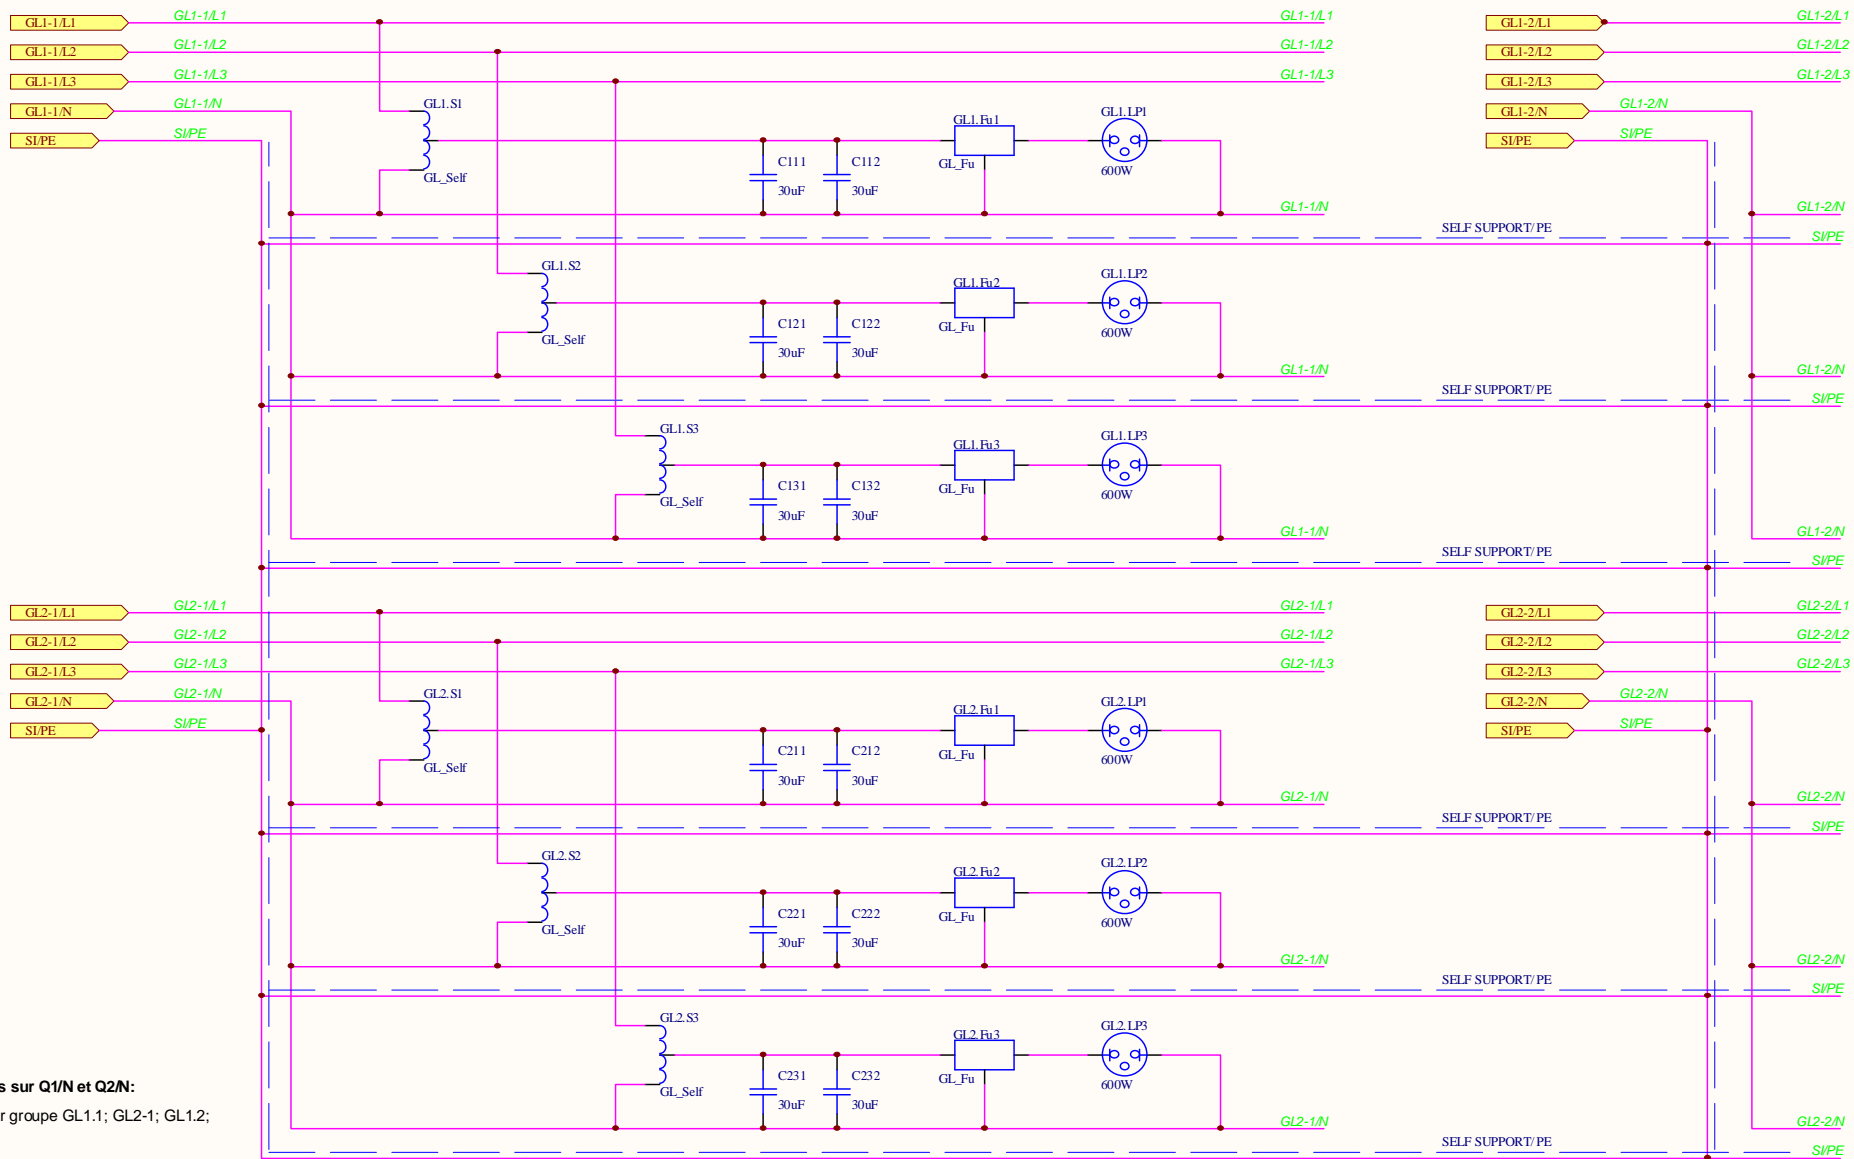 GL1-1/L1 GL1-1/L1 GL1-1/L1 GL1-2/L1 GL1-2/L1
GL1-1/L2 GL1-1/L2 GL1-1/L2 GL1-2/L2 GL1-2/L2
GL1-1/L3 GL1-1/L3 GL1-1/L3 GL1-2/L3 GL1-2/L3
GL1-1/N GL1-1/N GL1.S1 GL1.Fu1 GL1.LP1 GL1-2/N GL1-2/N
SI/PE SI/PE SI/PE SI/PE
C111 C112 GL_Fu
GL_Self 600W
30uF 30uF
GL1-1/N GL1-2/N
SELF SUPPORT/PE SI/PE
GL1.S2 GL1.Fu2 GL1.LP2
C121 C122 GL_Fu
GL_Self 600W
30uF 30uF
GL1-1/N GL1-2/N
SELF SUPPORT/PE SI/PE
GL1.S3 GL1.Fu3 GL1.LP3
C131 C132 GL_Fu
GL_Self 600W
30uF 30uF
GL1-1/N GL1-2/N
SELF SUPPORT/PE SI/PE
GL2-1/L1 GL2-1/L1 GL2-1/L1 GL2-2/L1 GL2-2/L1
GL2-1/L2 GL2-1/L2 GL2-1/L2 GL2-2/L2 GL2-2/L2
GL2-1/L3 GL2-1/L3 GL2-1/L3 GL2-2/L3 GL2-2/L3
GL2-1/N GL2-1/N GL2.S1 GL2.Fu1 GL2.LP1 GL2-2/N GL2-2/N
SI/PE SI/PE SI/PE SI/PE
C211 C212 GL_Fu
GL_Self 600W
30uF 30uF
GL2-1/N GL2-2/N
SELF SUPPORT/PE SI/PE
GL2.S2 GL2.Fu2 GL2.LP2
C221 C222 GL_Fu
GL_Self 600W
30uF 30uF
GL2-1/N GL2-2/N
SELF SUPPORT/PE SI/PE
GL2.S3 GL2.Fu3 GL2.LP3
C231 C232 GL_Fu
GL_Self 600W
30uF 30uF
s sur Q1/N et Q2/N:
r groupe GL1.1; GL2-1; GL1.2;
GL2-1/N GL2-2/N
SELF SUPPORT/PE SI/PE